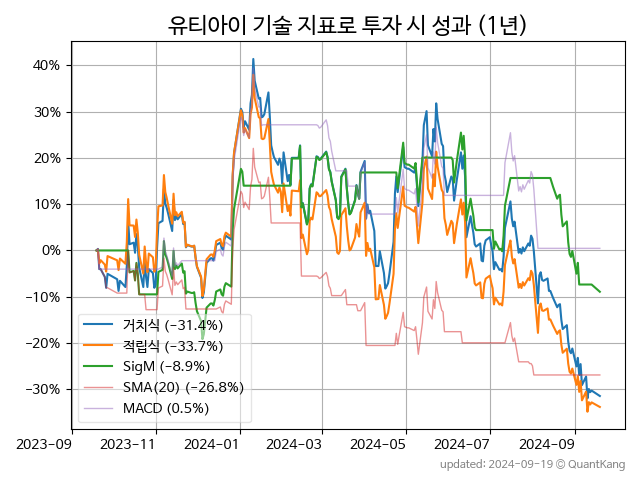 유티아이 기술 지표로 투자 시 성과 (1년)
40%
30%
20%
10%
0%
−10%
−20%
−30%
거치식 (−31.4%)
적립식 (−33.7%)
SigM (−8.9%)
SMA(20) (−26.8%)
MACD (0.5%)
2023-09 2023-11 2024-01 2024-03 2024-05 2024-07 2024-09
updated: 2024-09-19 © QuantKang